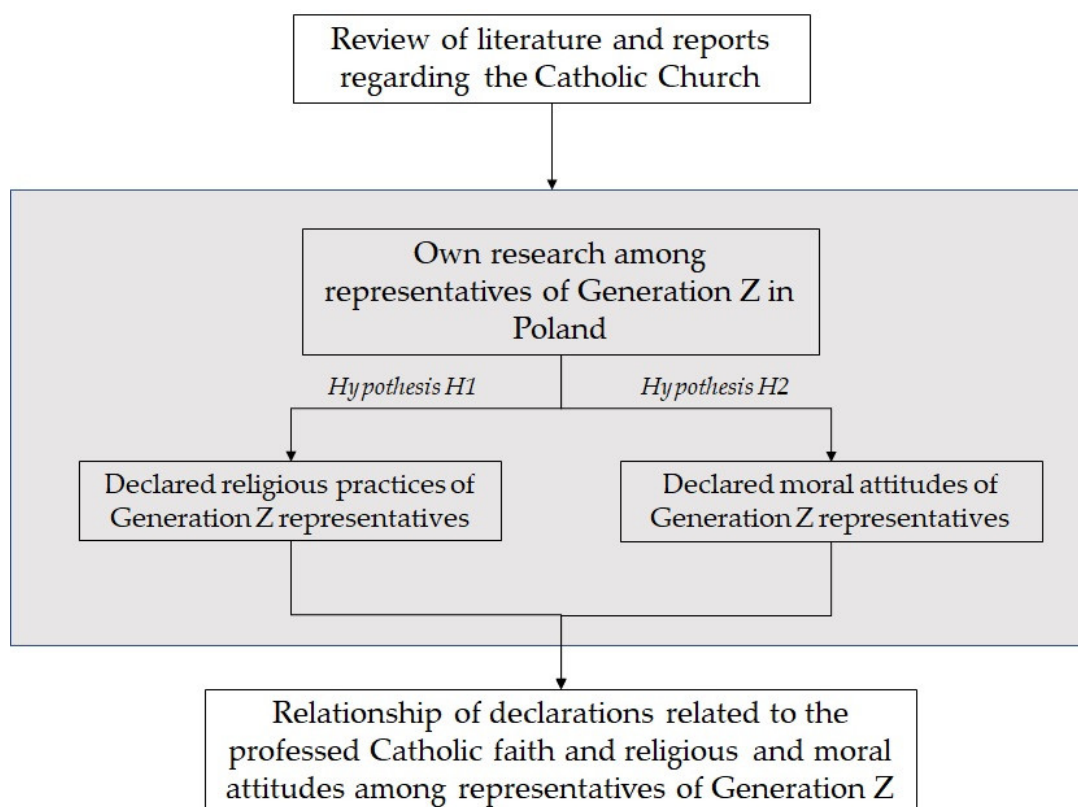 Review of literature and reports
regarding the Catholic Church
Own research among
representatives of Generation Z in
Poland
Hypothesis H1
Hypothesis H2
Declared religious practices of
Generation Z representatives
Declared moral attitudes of
Generation Z representatives
Relationship of declarations related to the
professed Catholic faith and religious and moral
attitudes among representatives of Generation Z